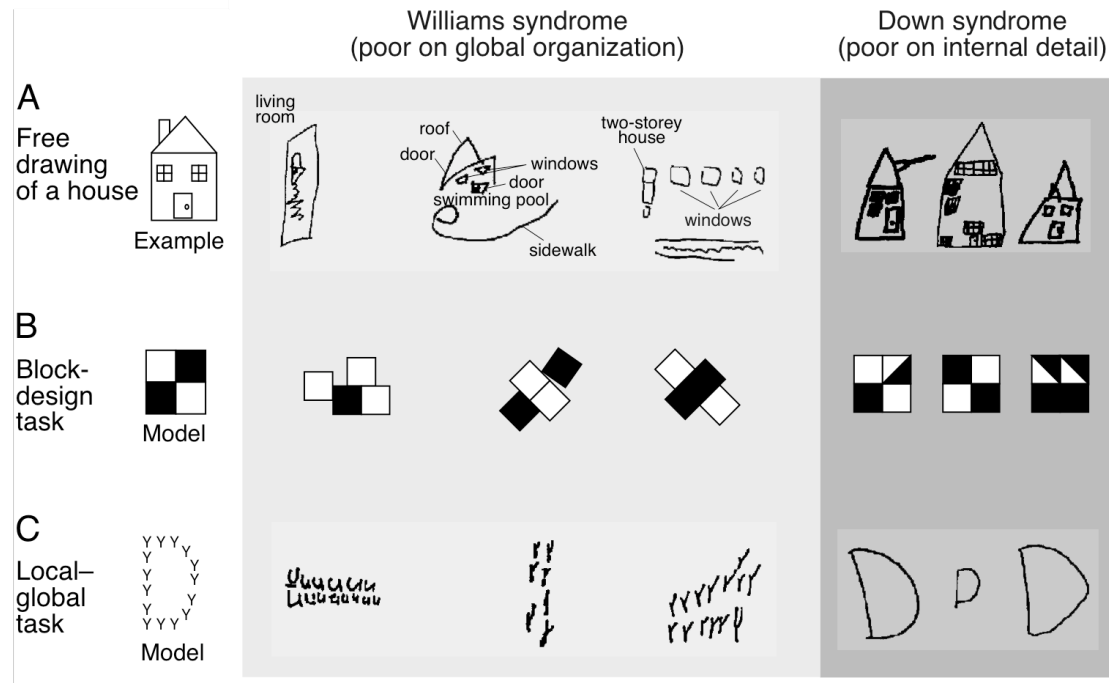 Williams syndrome
(poor on global organization)
Down syndrome
(poor on internal detail)
A
Free
drawing
of a house
Example
living
room
roof
door
windows
door
swimming pool
sidewalk
two-storey
house
windows
B
Block-
design
task
Model
C
Local–
global
task
Y Y Y
Y Y
Y Y
Y Y
Y Y
Y Y
Y Y Y
Model